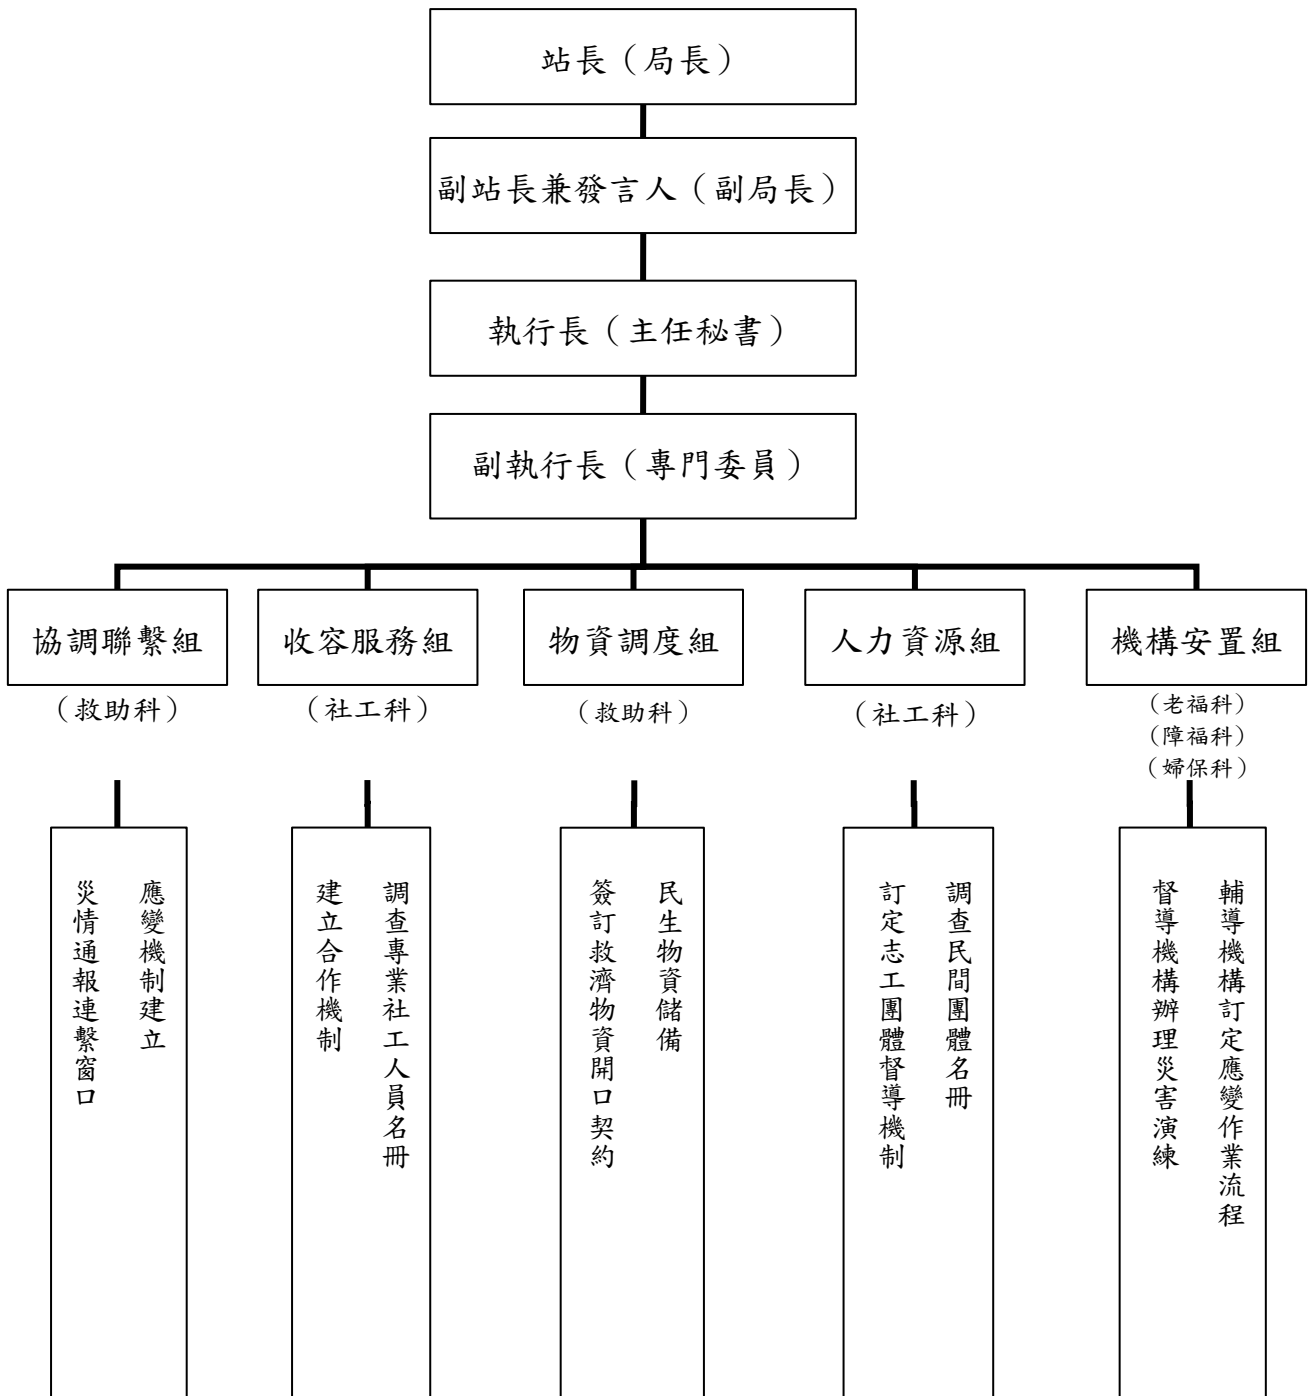 站長（局長）
副站長兼發言人（副局長）
執行長（主任秘書）
副執行長（專門委員）
協調聯繫組
（救助科）
應變機制建立
災情通報連繫窗口
收容服務組
（社工科）
調查專業社工人員名冊
建立合作機制
物資調度組
（救助科）
民生物資儲備
簽訂救濟物資開口契約
人力資源組
（社工科）
調查民間團體名冊
訂定志工團體督導機制
機構安置組
（老福科）
（障福科）
（婦保科）
輔導機構訂定應變作業流程
督導機構辦理災害演練